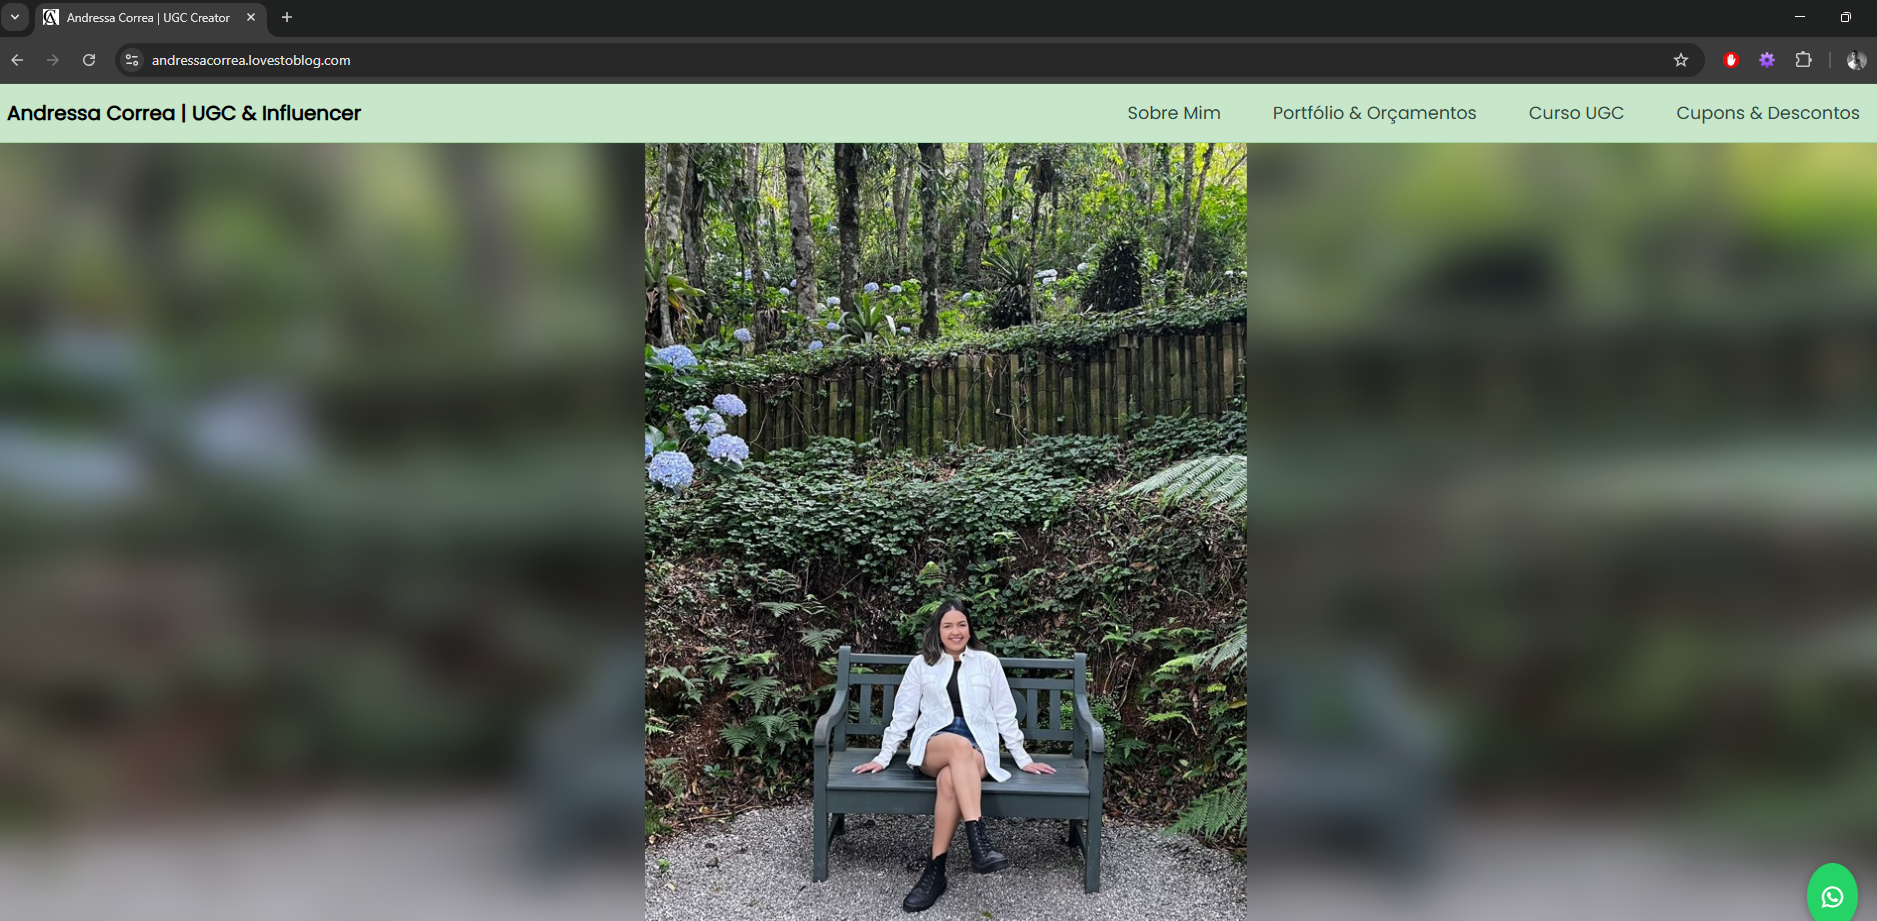 Andressa Correa | UGC Creator
andressacorrea.lovestoblog.com
Andressa Correa | UGC & Influencer
Sobre Mim
Portfólio & Orçamentos
Curso UGC
Cupons & Descontos